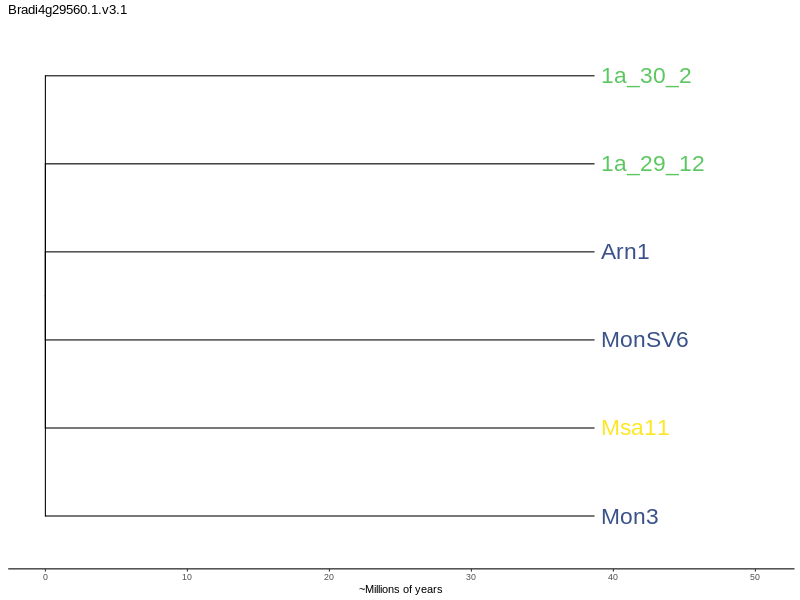 Bradi4g29560.1.v3.1
1a_30_2
1a_29_12
Arn1
MonSV6
Msa11
Mon3
0 10 20 30 40 50
~Millions of years